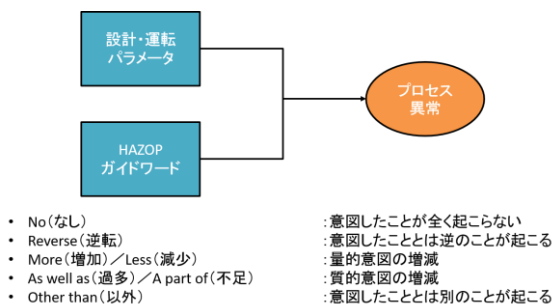 設計・運転
パラメータ
プロセス
異常
HAZOP
ガイドワード
• No(なし) :意図したことが全く起こらない
• Reverse(逆転) :意図したこととは逆のことが起こる
• More(増加)/Less(減少) :量的意図の増減
• As well as(過多)/A part of(不足) :質的意図の増減
• Other than(以外) :意図したこととは別のことが起こる